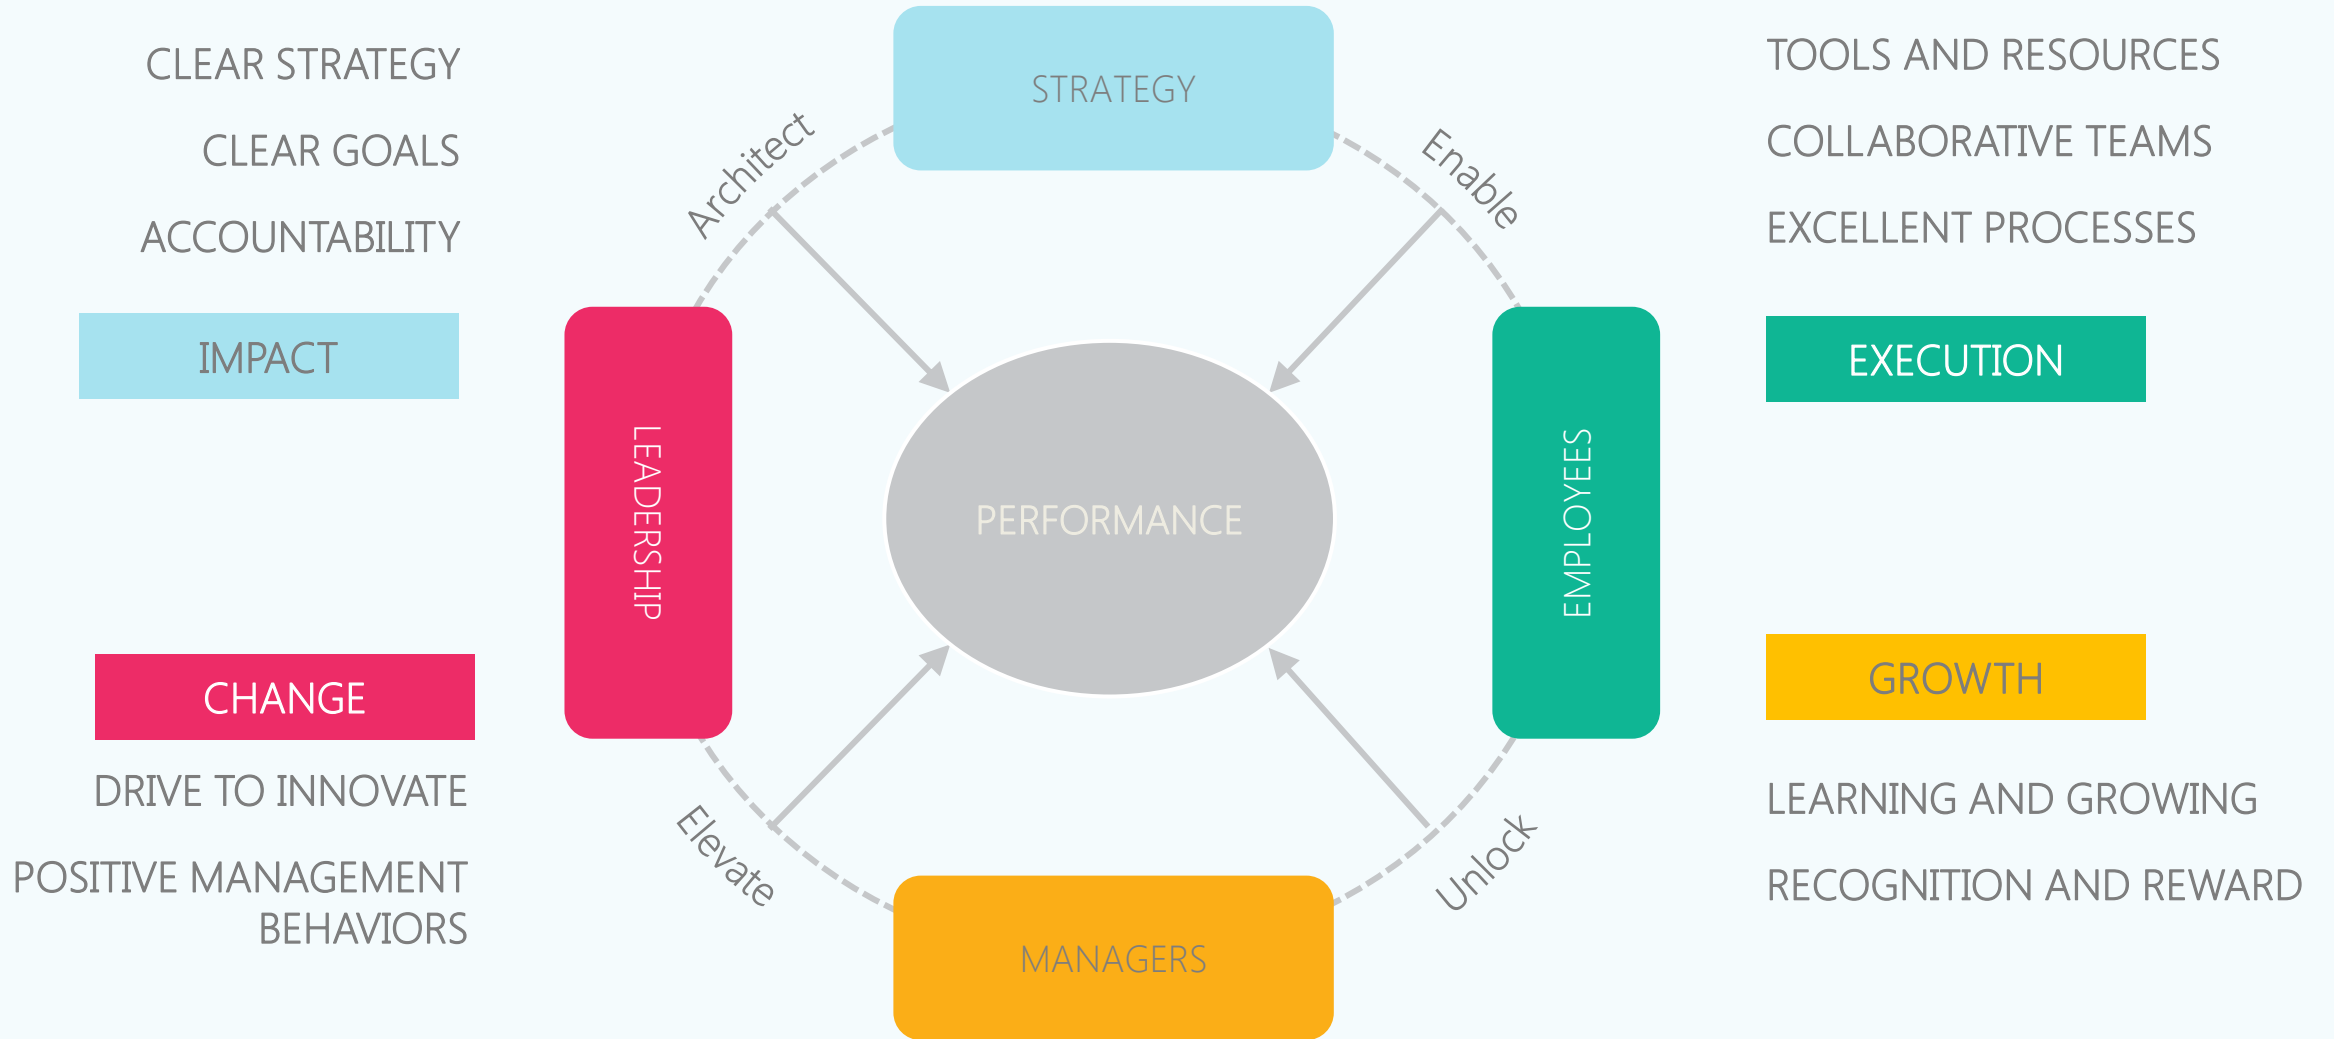 CLEAR STRATEGY
CLEAR GOALS
ACCOUNTABILITY
IMPACT
CHANGE
DRIVE TO INNOVATE
POSITIVE MANAGEMENT
BEHAVIORS
STRATEGY
Architect
Enable
LEADERSHIP
PERFORMANCE
EMPLOYEES
Elevate
Unlock
MANAGERS
TOOLS AND RESOURCES
COLLABORATIVE TEAMS
EXCELLENT PROCESSES
EXECUTION
GROWTH
LEARNING AND GROWING
RECOGNITION AND REWARD